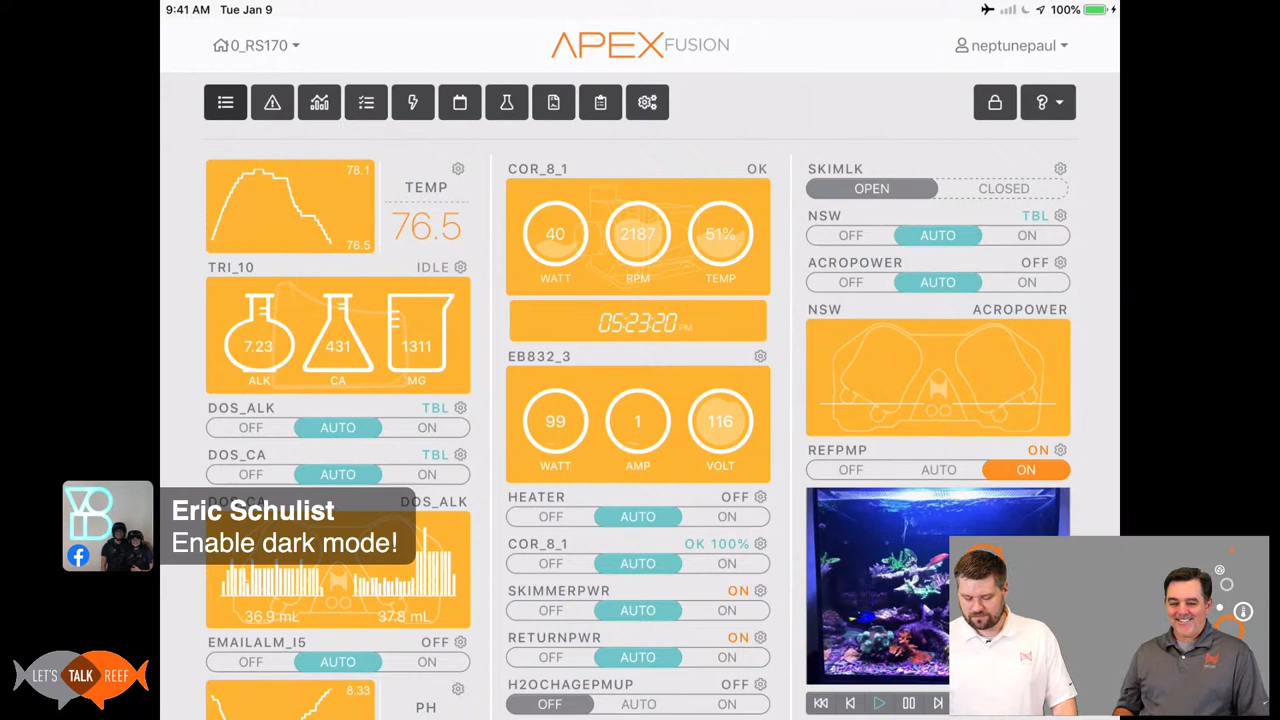 9:41 AM Tue Jan 9
100%
0_RS170
APEX FUSION
neptunepaul
78.1
76.5
TEMP
76.5
TRI_10 IDLE
7.23
ALK
431
CA
1311
MG
DOS_ALK TBL
OFF AUTO ON
DOS_CA TBL
OFF AUTO ON
DOS_CA DOS_ALK
36.9 mL 37.8 mL
EMAILALM_I5 OFF
OFF AUTO ON
8.33
PH
COR_8_1 OK
40
WATT
2187
RPM
51%
TEMP
05:23:20 PM
EB832_3
99
WATT
1
AMP
116
VOLT
HEATER OFF
OFF AUTO ON
COR_8_1 OK 100%
OFF AUTO ON
SKIMMERPWR ON
OFF AUTO ON
RETURNPWR ON
OFF AUTO ON
H2OCHAGEPMUP OFF
OFF AUTO ON
SKIMLK
OPEN CLOSED
NSW TBL
OFF AUTO ON
ACROPOWER OFF
OFF AUTO ON
NSW ACROPOWER
REFPMP ON
OFF AUTO ON
Eric Schulist
Enable dark mode!
VOID
LET'S TALK REEF